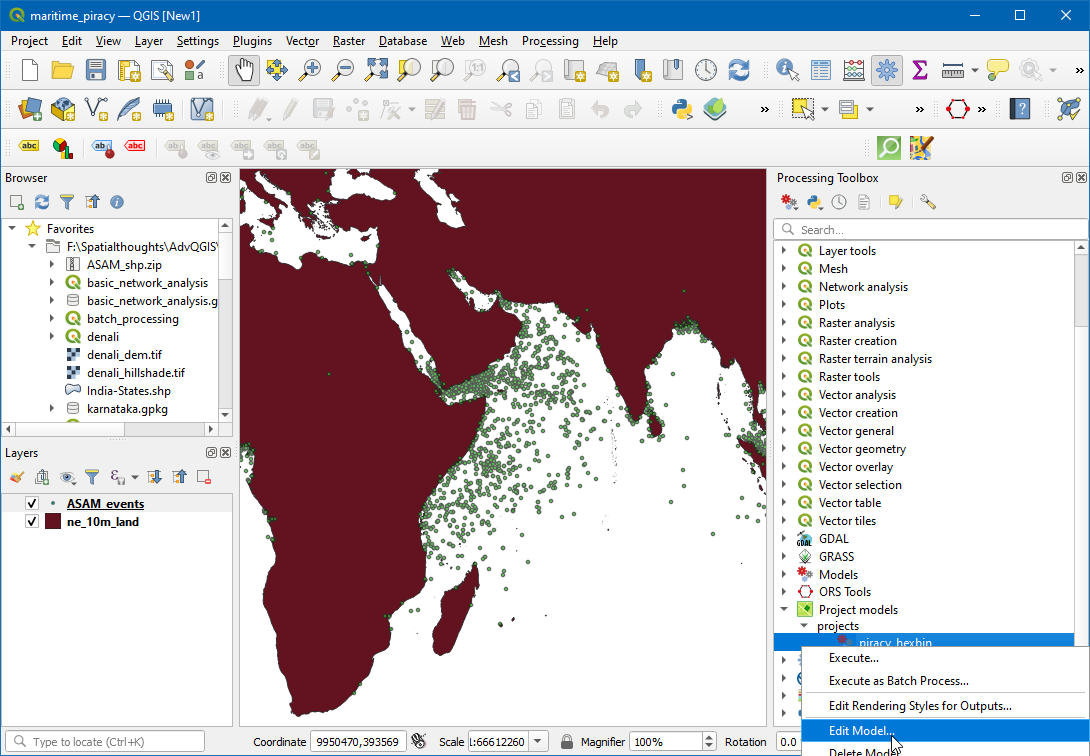 maritime_piracy — QGIS [New1]
Project Edit View Layer Settings Plugins Vector Raster Database Web Mesh Processing Help
Browser
Favorites
F:\Spatialthoughts\AdvQGIS\
ASAM_shp.zip
basic_network_analysis
basic_network_analysis.g
batch_processing
denali
denali_dem.tif
denali_hillshade.tif
India-States.shp
karnataka.gpkg
Layers
ASAM_events
ne_10m_land
Processing Toolbox
Search...
Layer tools
Mesh
Network analysis
Plots
Raster analysis
Raster creation
Raster terrain analysis
Raster tools
Vector analysis
Vector creation
Vector general
Vector geometry
Vector overlay
Vector selection
Vector table
Vector tiles
GDAL
GRASS
Models
ORS Tools
Project models
projects
piracy_hexbin
Execute...
Execute as Batch Process...
Edit Rendering Styles for Outputs...
Edit Model...
Delete Model
Type to locate (Ctrl+K) Coordinate 9950470,393569 Scale 1:66612260 Magnifier 100% Rotation 0.0